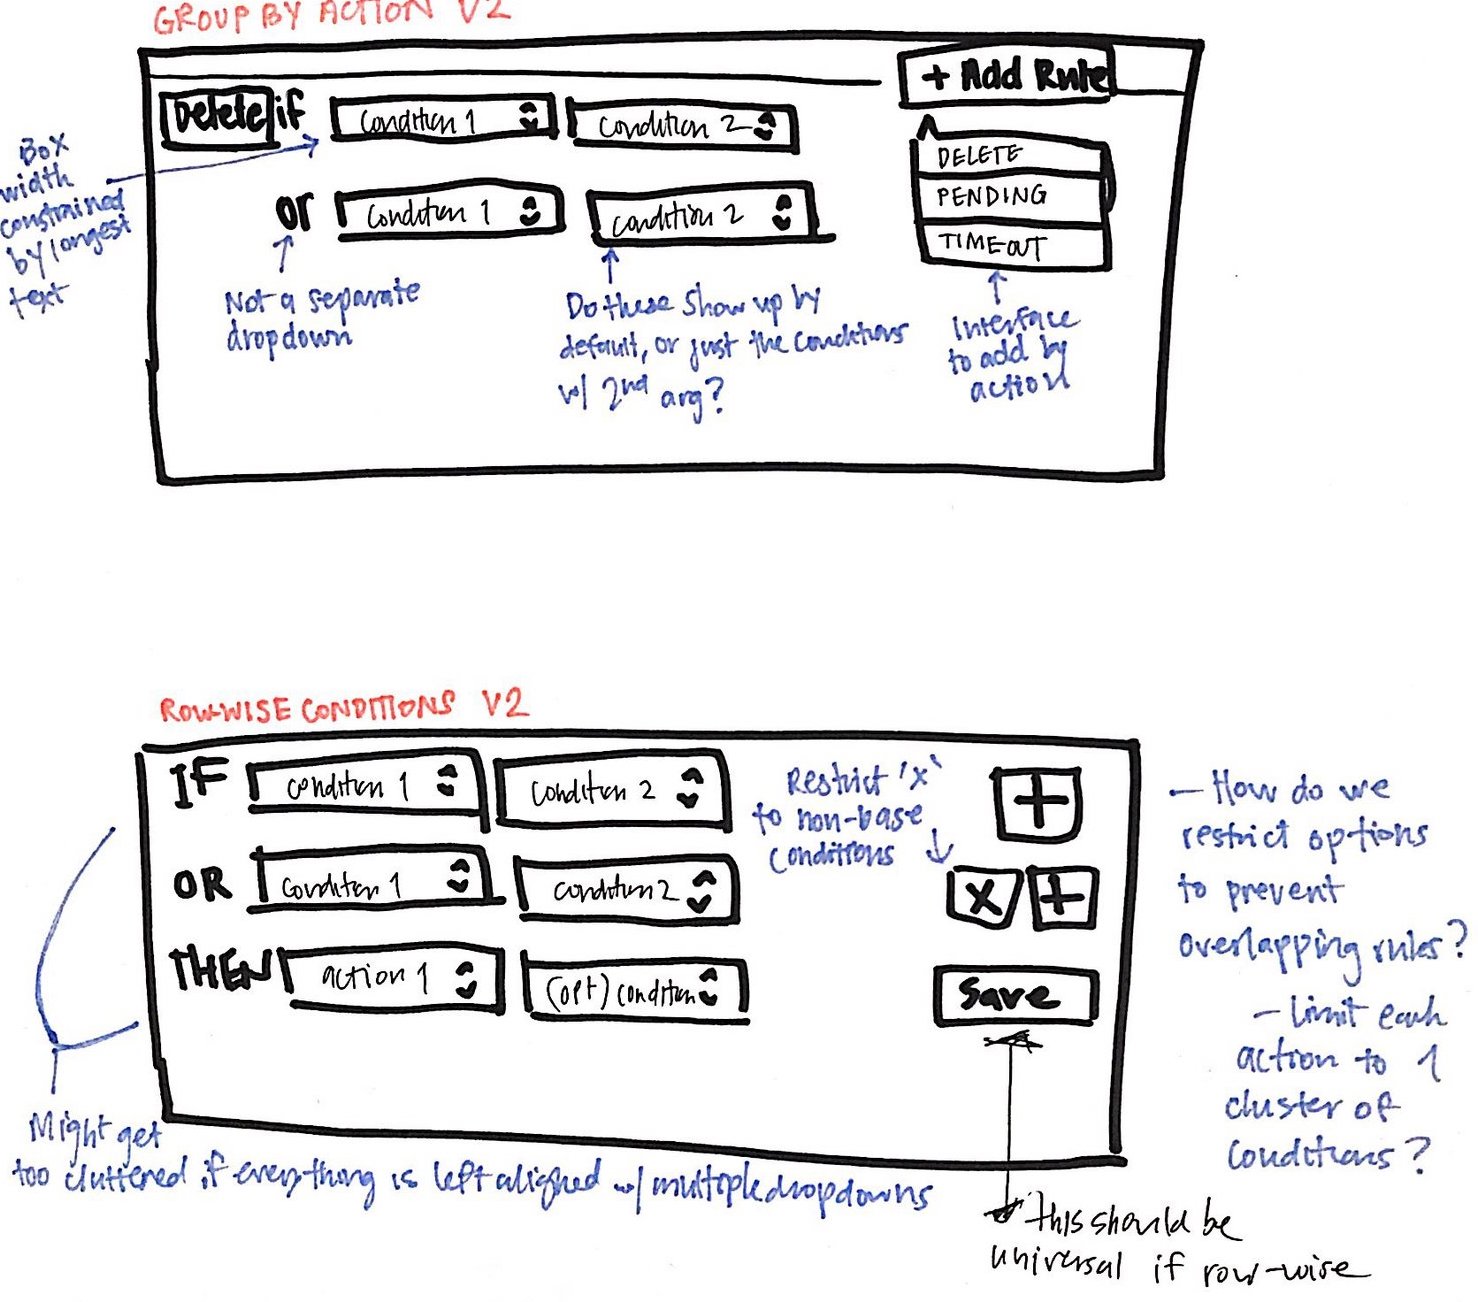 GROUP BY ACTION V2
+ Add Rule
Delete if
Condition 1
Condition 2
DELETE
PENDING
TIMEOUT
or
Condition 1
Condition 2
Box
width
constrained
by longest
text
Not a separate
dropdown
Do these show up by
default, or just the conditions
w/ 2nd arg?
Interface
to add by
action
ROW-WISE CONDITIONS V2
IF
condition 1
condition 2
+
Restrict 'x'
to non-base
conditions
OR
condition 1
condition 2
X
+
THEN
action 1
(opt) condition
Save
- How do we
restrict options
to prevent
overlapping rules?
- Limit each
action to 1
cluster of
conditions?
Might get
too cluttered if everything is left aligned w/ multiple dropdowns
this should be
universal if row-wise